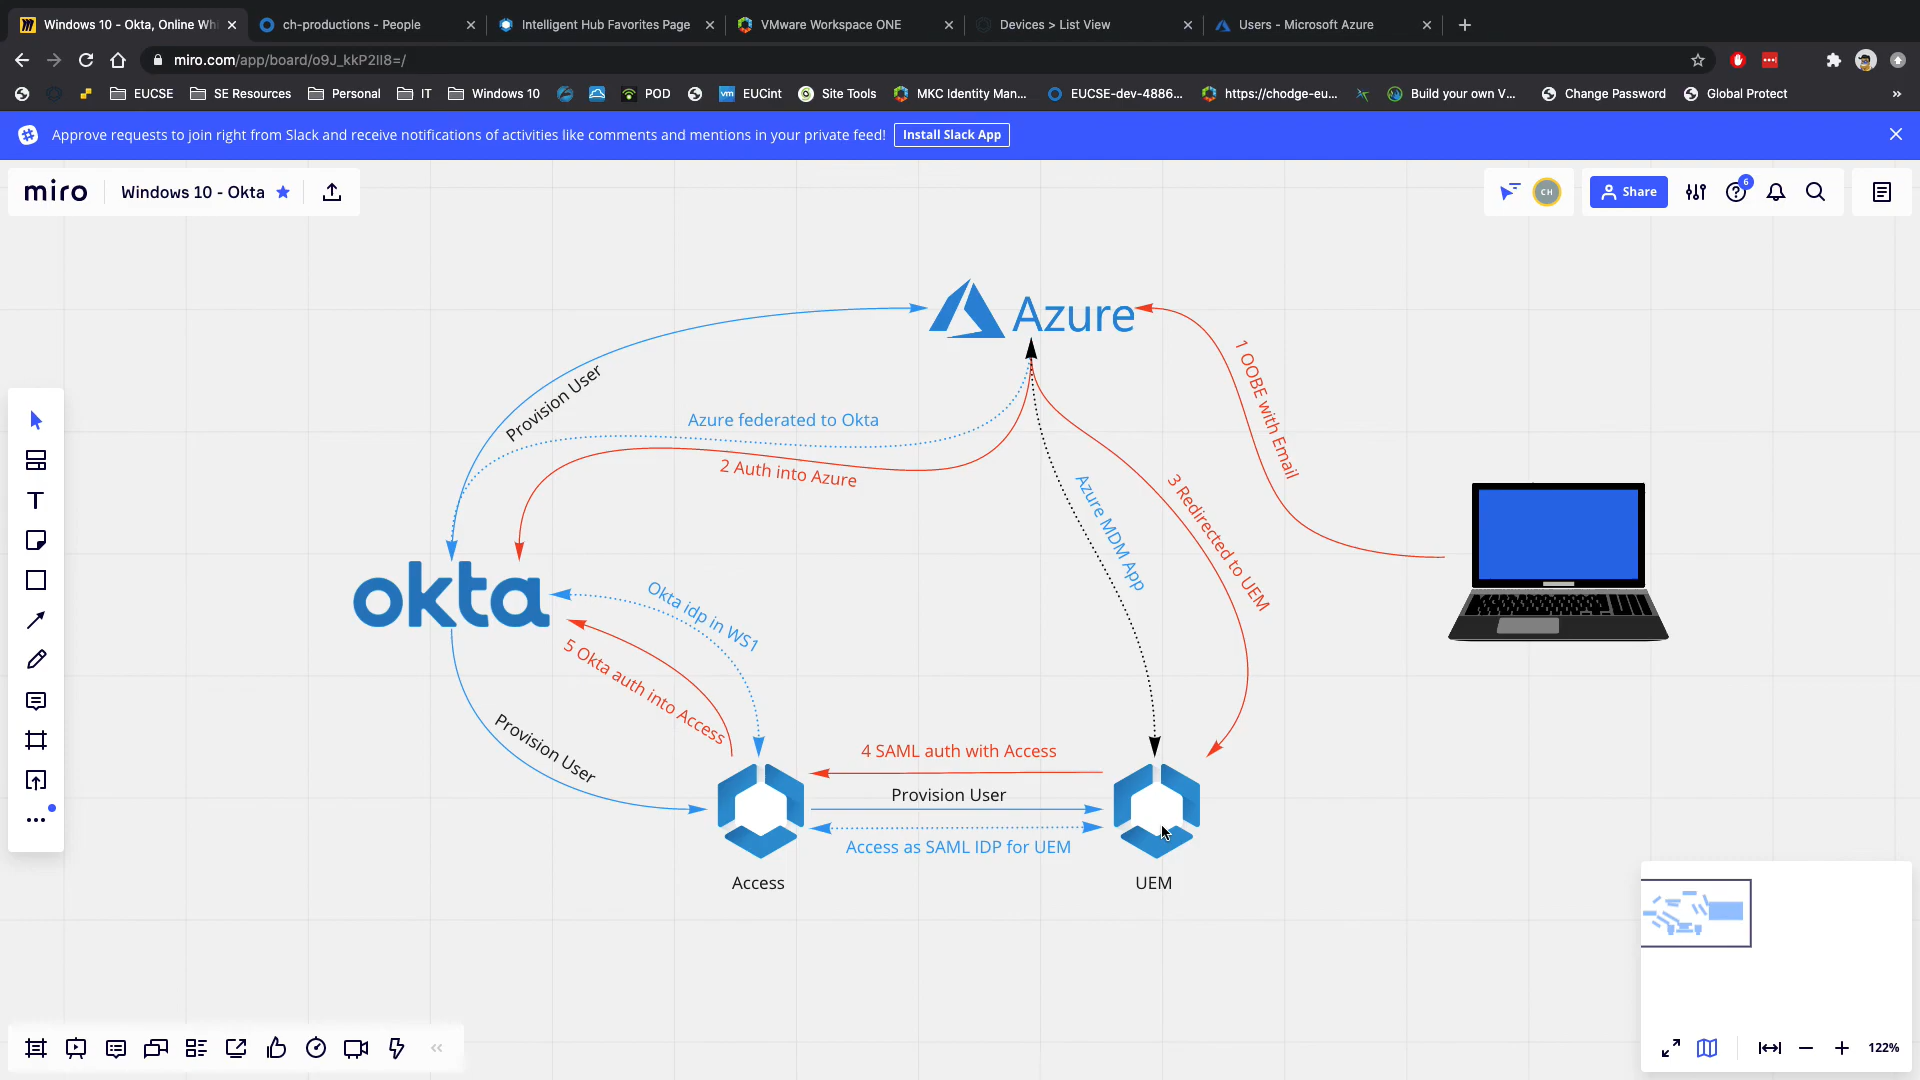 Windows 10 - Okta, Online Wh
ch-productions - People
Intelligent Hub Favorites Page
VMware Workspace ONE
Devices > List View
Users - Microsoft Azure
miro.com/app/board/o9J_kkP2lI8=/
EUCSE
SE Resources
Personal
IT
Windows 10
POD
vm
EUCint
Site Tools
MKC Identity Man...
EUCSE-dev-4886...
https://chodge-eu...
Build your own V...
Change Password
Global Protect
»
Approve requests to join right from Slack and receive notifications of activities like comments and mentions in your private feed!
Install Slack App
miro
Windows 10 - Okta
CH
Share
6
Azure
1 OOBE with Email
Provision User
Azure federated to Okta
2 Auth into Azure
Azure MDM App
3 Redirected to UEM
okta
Okta idp in WS1
5 Okta auth into Access
Provision User
4 SAML auth with Access
Provision User
Access as SAML IDP for UEM
Access
UEM
122%